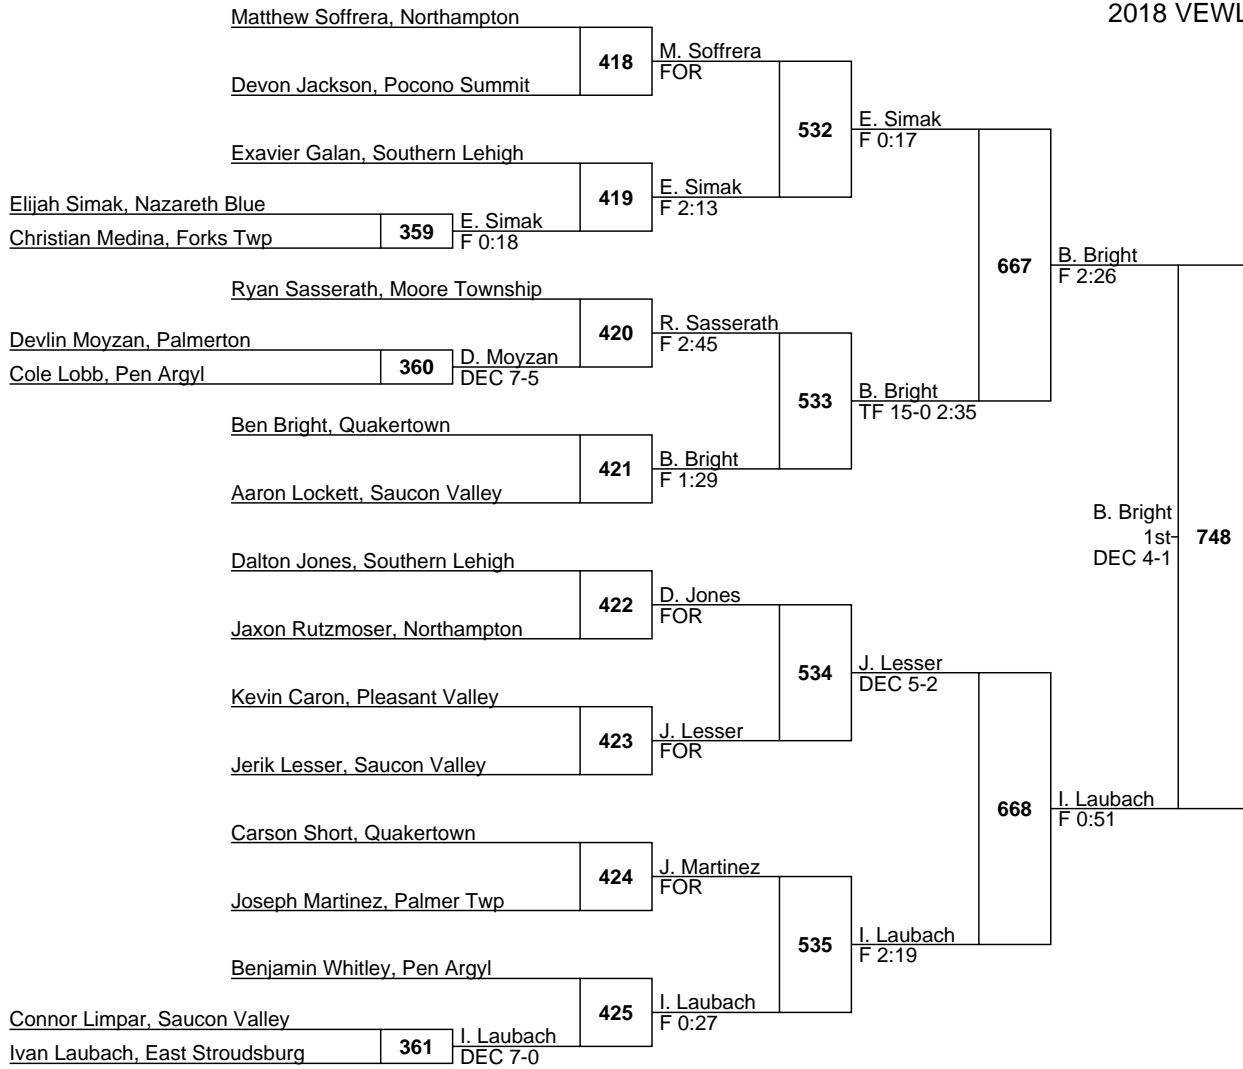 2018 VEWL
Matthew Soffrera, Northampton
418
M. Soffrera
FOR
Devon Jackson, Pocono Summit
532
E. Simak
F 0:17
Exavier Galan, Southern Lehigh
419
E. Simak
F 2:13
Elijah Simak, Nazareth Blue
359
E. Simak
F 0:18
Christian Medina, Forks Twp
667
B. Bright
F 2:26
Ryan Sasserath, Moore Township
420
R. Sasserath
F 2:45
Devlin Moyzan, Palmerton
360
D. Moyzan
DEC 7-5
Cole Lobb, Pen Argyl
533
B. Bright
TF 15-0 2:35
Ben Bright, Quakertown
421
B. Bright
F 1:29
Aaron Lockett, Saucon Valley
B. Bright
1st
DEC 4-1
748
Dalton Jones, Southern Lehigh
422
D. Jones
FOR
Jaxon Rutzmoser, Northampton
534
J. Lesser
DEC 5-2
Kevin Caron, Pleasant Valley
423
J. Lesser
FOR
Jerik Lesser, Saucon Valley
668
I. Laubach
F 0:51
Carson Short, Quakertown
424
J. Martinez
FOR
Joseph Martinez, Palmer Twp
535
I. Laubach
F 2:19
Benjamin Whitley, Pen Argyl
425
I. Laubach
F 0:27
Connor Limpar, Saucon Valley
361
I. Laubach
DEC 7-0
Ivan Laubach, East Stroudsburg